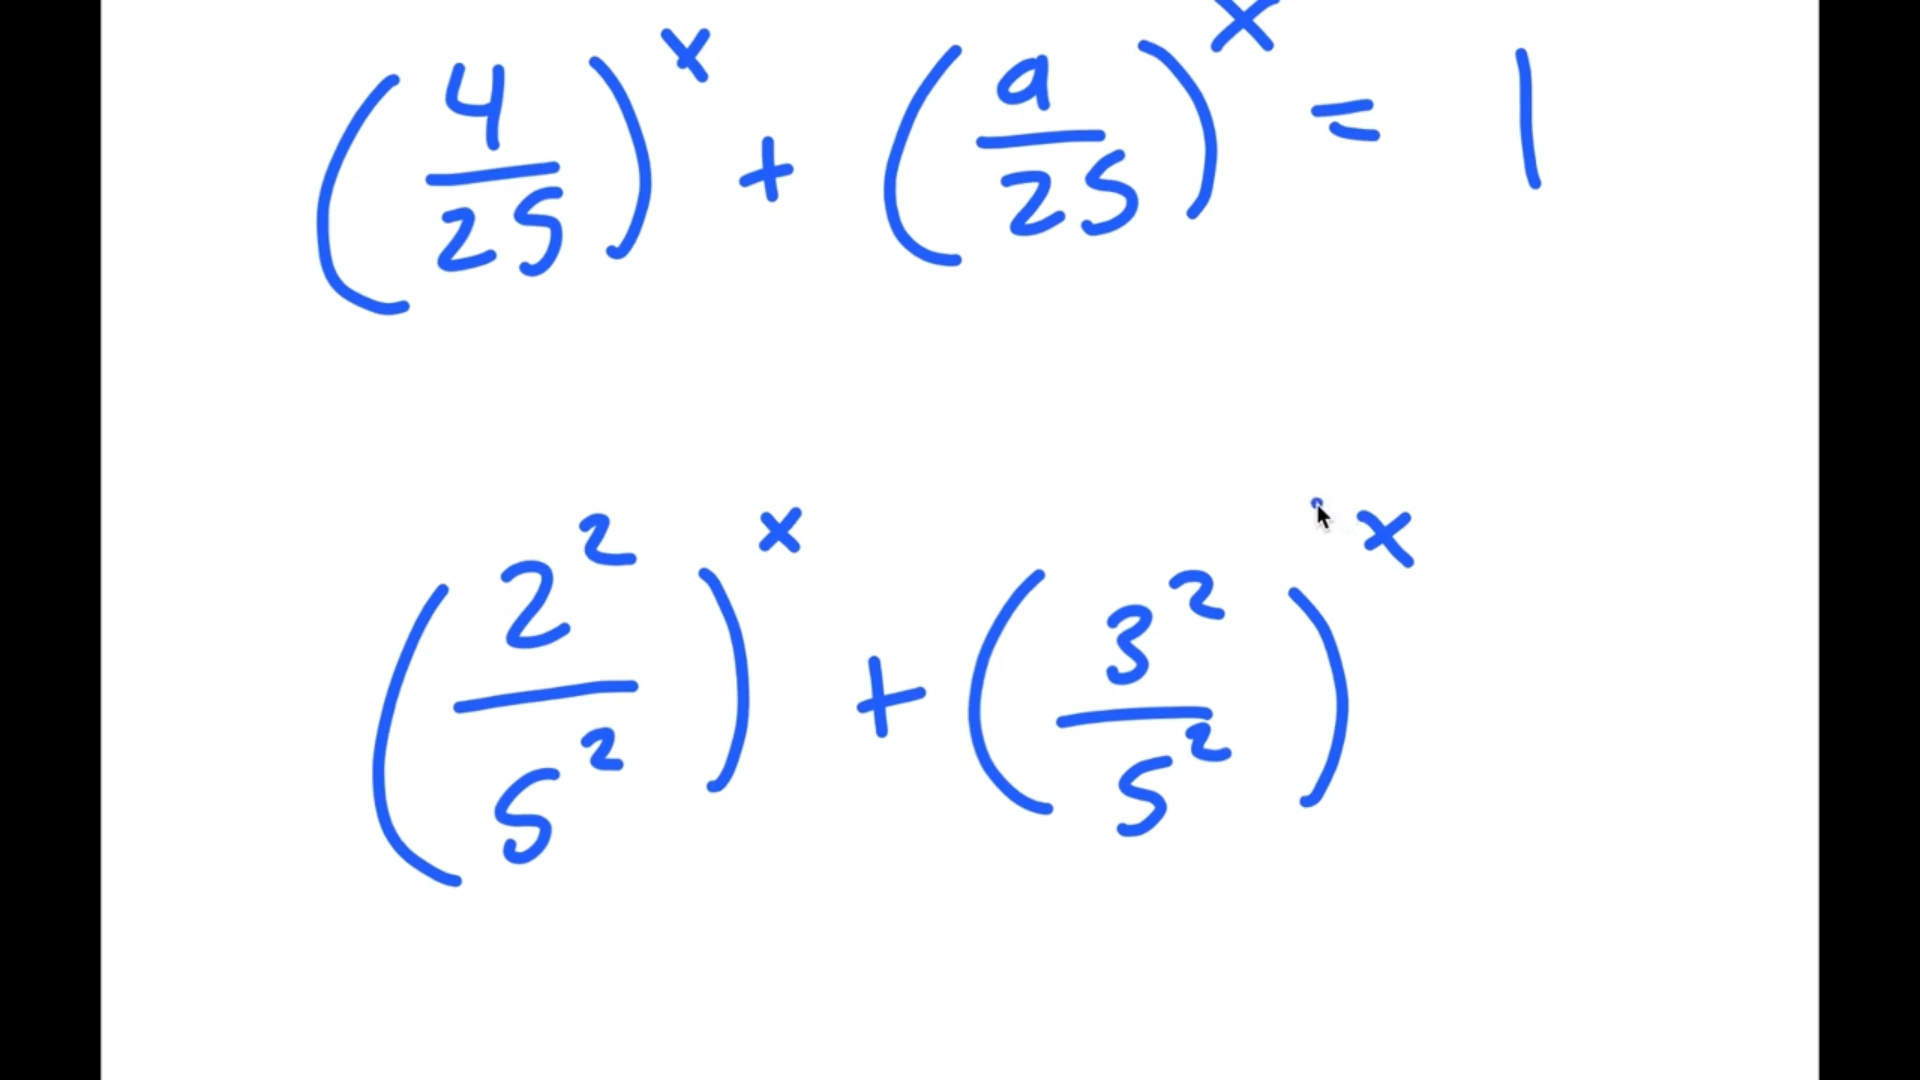 (4/25)^x + (9/25)^x = 1
(2^2/5^2)^x + (3^2/5^2)^x